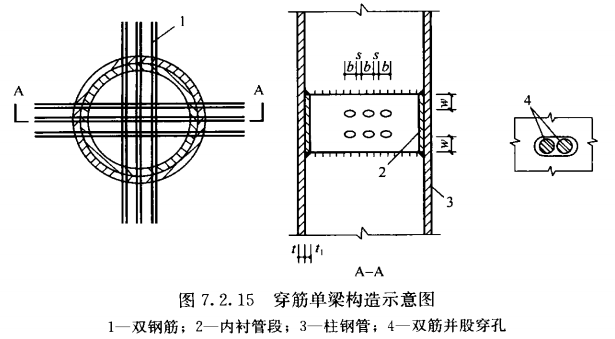 1
A A
s s
b b b
w
w
2
3
t t₁
A-A
4
图 7.2.15 穿筋单梁构造示意图
1—双钢筋；2—内衬管段；3—柱钢管；4—双筋并股穿孔